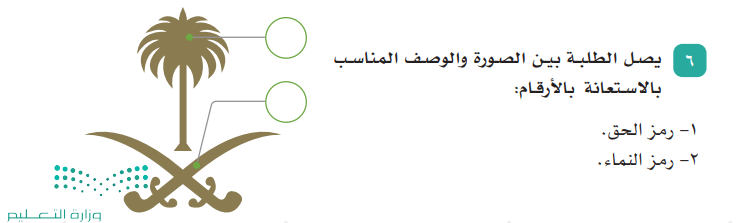 ٦
يصل الطلبة بين الصورة والوصف المناسب
بالاستعانة بالأرقام:
١- رمز الحق.
٢- رمز النماء.
وزارة التعليم